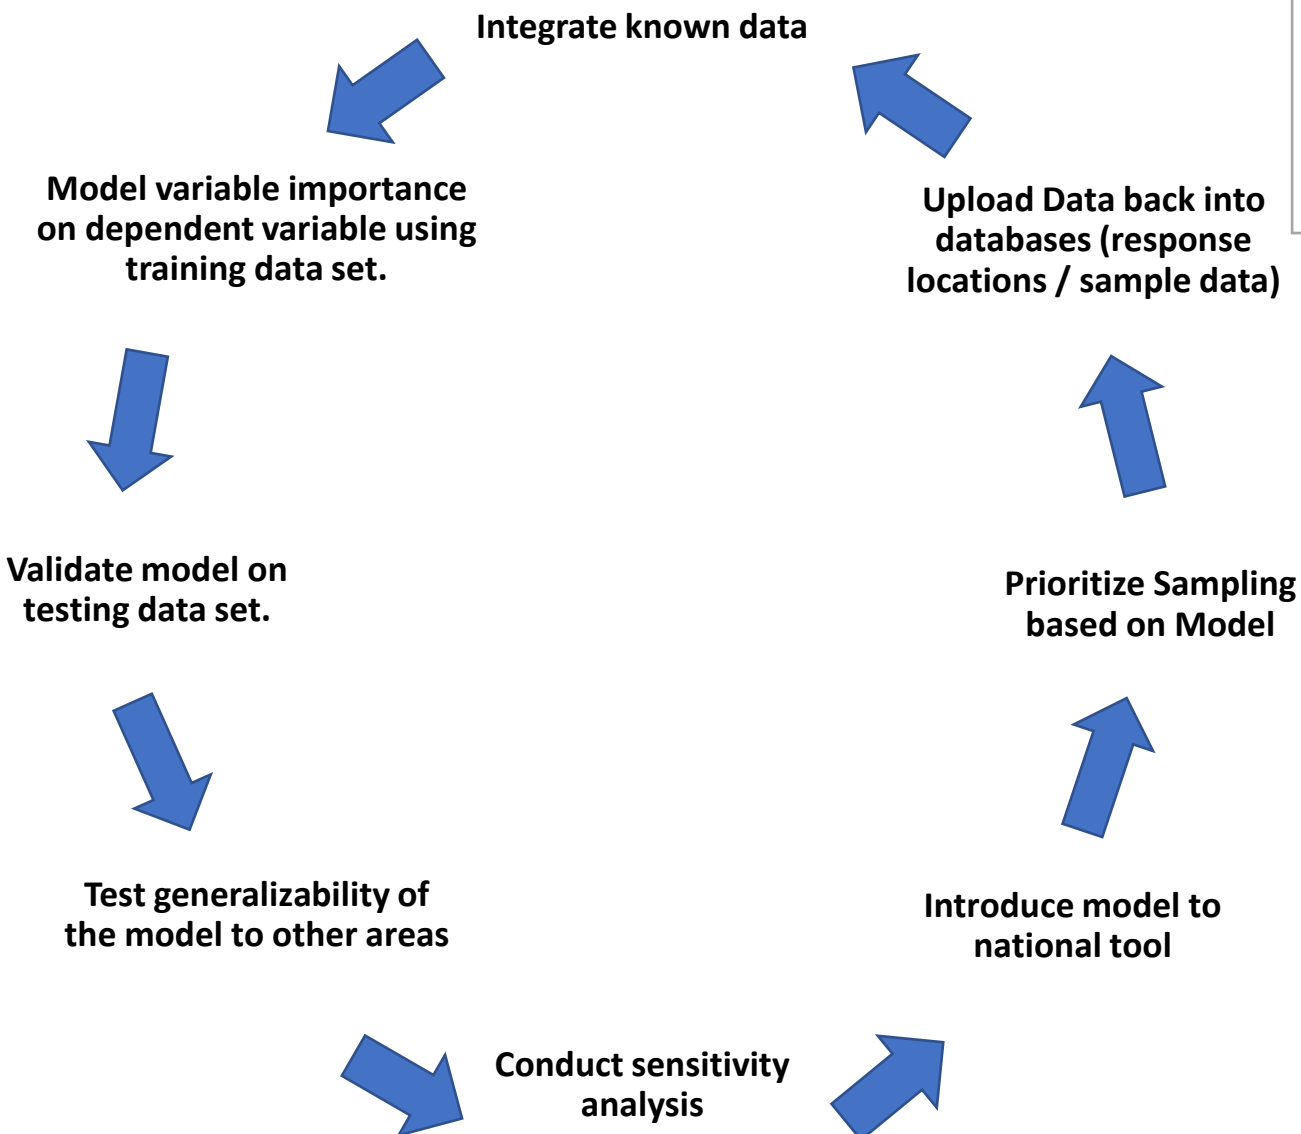 Integrate known data
Model variable importance
on dependent variable using
training data set.
Validate model on
testing data set.
Test generalizability of
the model to other areas
Conduct sensitivity
analysis
Introduce model to
national tool
Prioritize Sampling
based on Model
Upload Data back into
databases (response
locations / sample data)